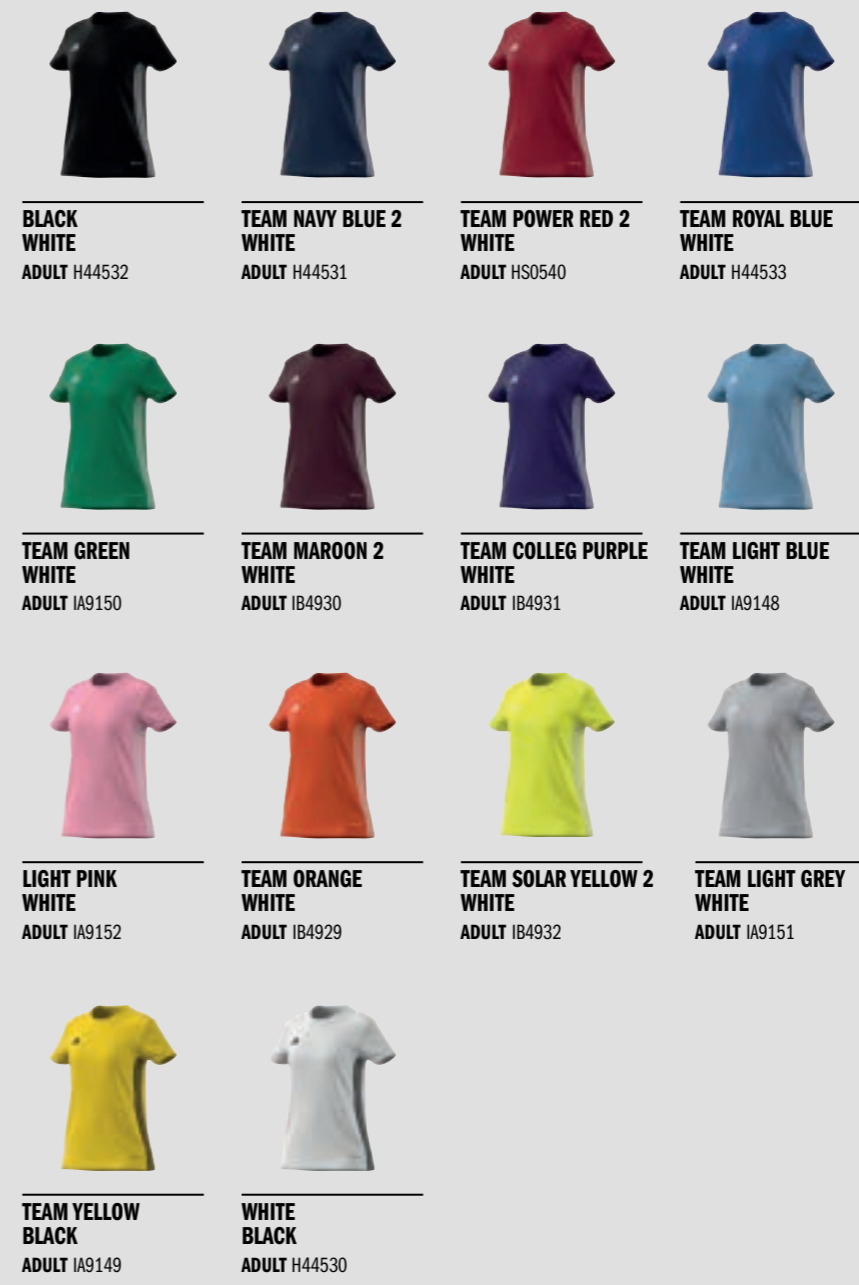 BLACK
WHITE
ADULT H44532
TEAM NAVY BLUE 2
WHITE
ADULT H44531
TEAM POWER RED 2
WHITE
ADULT HS0540
TEAM ROYAL BLUE
WHITE
ADULT H44533
TEAM GREEN
WHITE
ADULT IA9150
TEAM MAROON 2
WHITE
ADULT IB4930
TEAM COLLEG PURPLE
WHITE
ADULT IB4931
TEAM LIGHT BLUE
WHITE
ADULT IA9148
LIGHT PINK
WHITE
ADULT IA9152
TEAM ORANGE
WHITE
ADULT IB4929
TEAM SOLAR YELLOW 2
WHITE
ADULT IB4932
TEAM LIGHT GREY
WHITE
ADULT IA9151
TEAM YELLOW
BLACK
ADULT IA9149
WHITE
BLACK
ADULT H44530